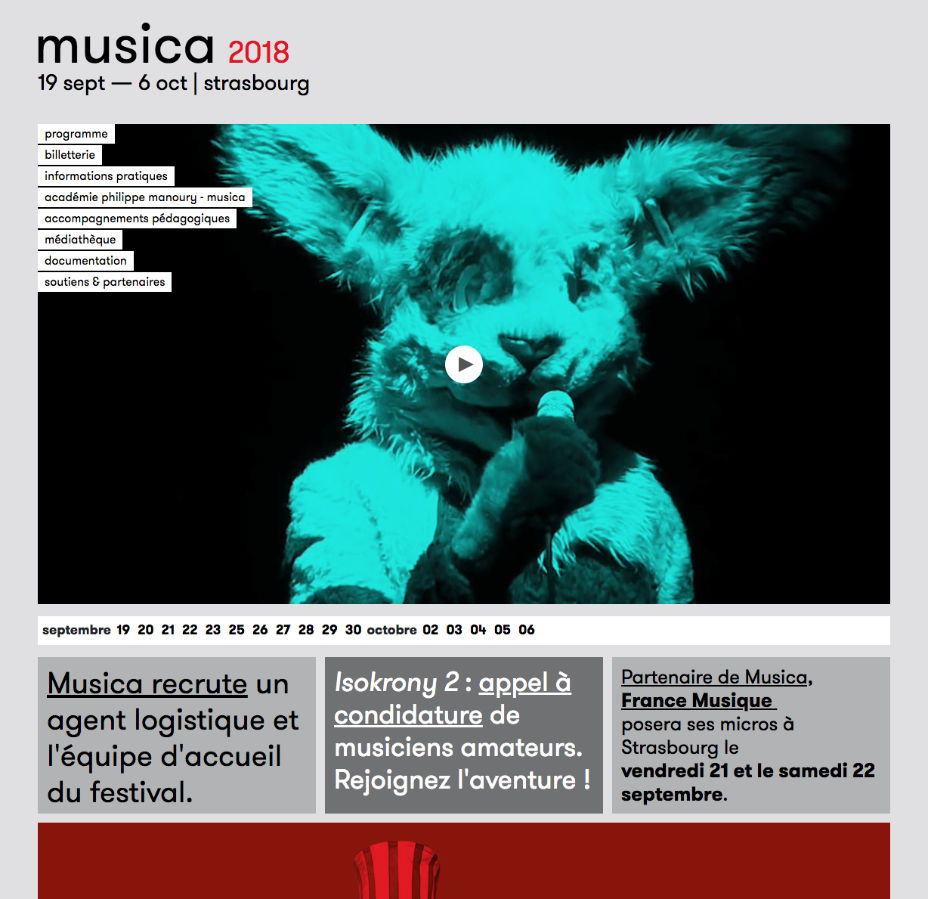 musica 2018
19 sept — 6 oct | strasbourg
programme
billetterie
informations pratiques
académie philippe manoury - musica
accompagnements pédagogiques
médiathèque
documentation
soutiens & partenaires
septembre 19 20 21 22 23 25 26 27 28 29 30 octobre 02 03 04 05 06
Musica recrute un
agent logistique et
l'équipe d'accueil
du festival.
Isokrony 2 : appel à
condidature de
musiciens amateurs.
Rejoignez l'aventure !
Partenaire de Musica,
France Musique
posera ses micros à
Strasbourg le
vendredi 21 et le samedi 22
septembre.